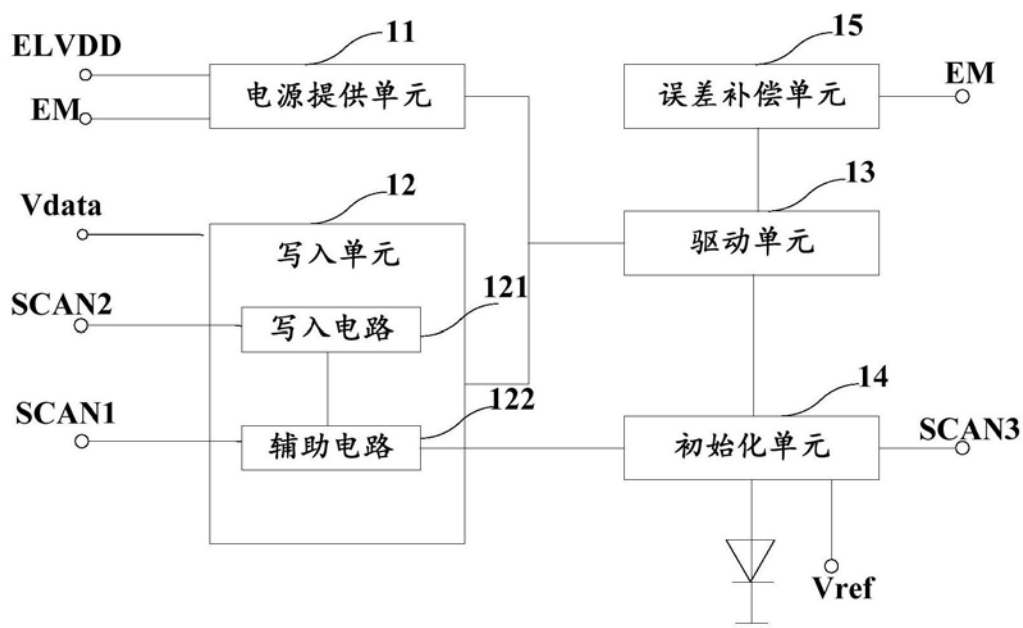 ELVDD
11
电源提供单元
EM
15
误差补偿单元
EM
Vdata
12
写入单元
13
驱动单元
SCAN2
121
写入电路
SCAN1
122
辅助电路
14
初始化单元
SCAN3
Vref